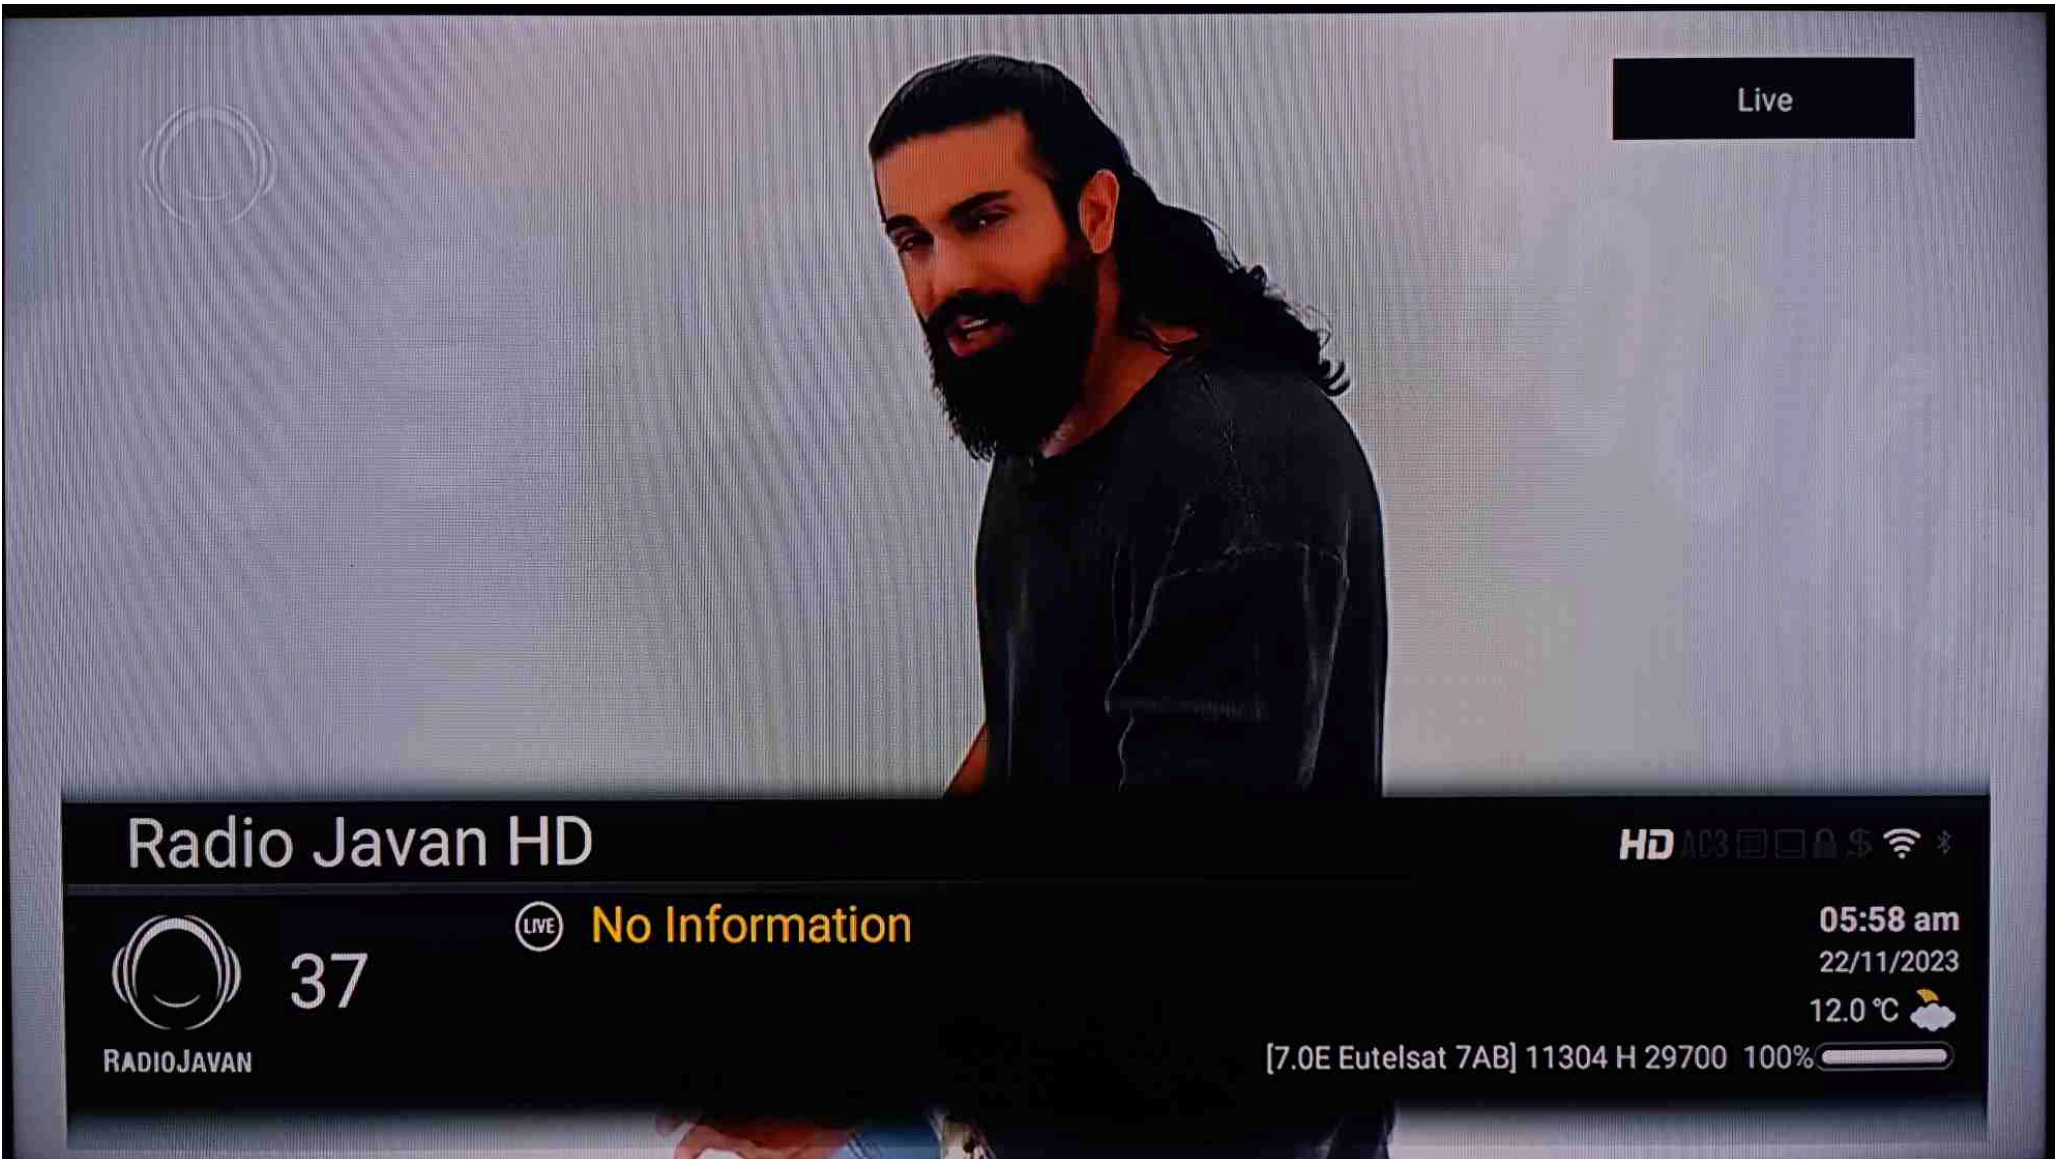 Live
Radio Javan HD
HD AC3 $
LIVE No Information
05:58 am
37
22/11/2023
12.0 °C
RADIOJAVAN
[7.0E Eutelsat 7AB] 11304 H 29700 100%